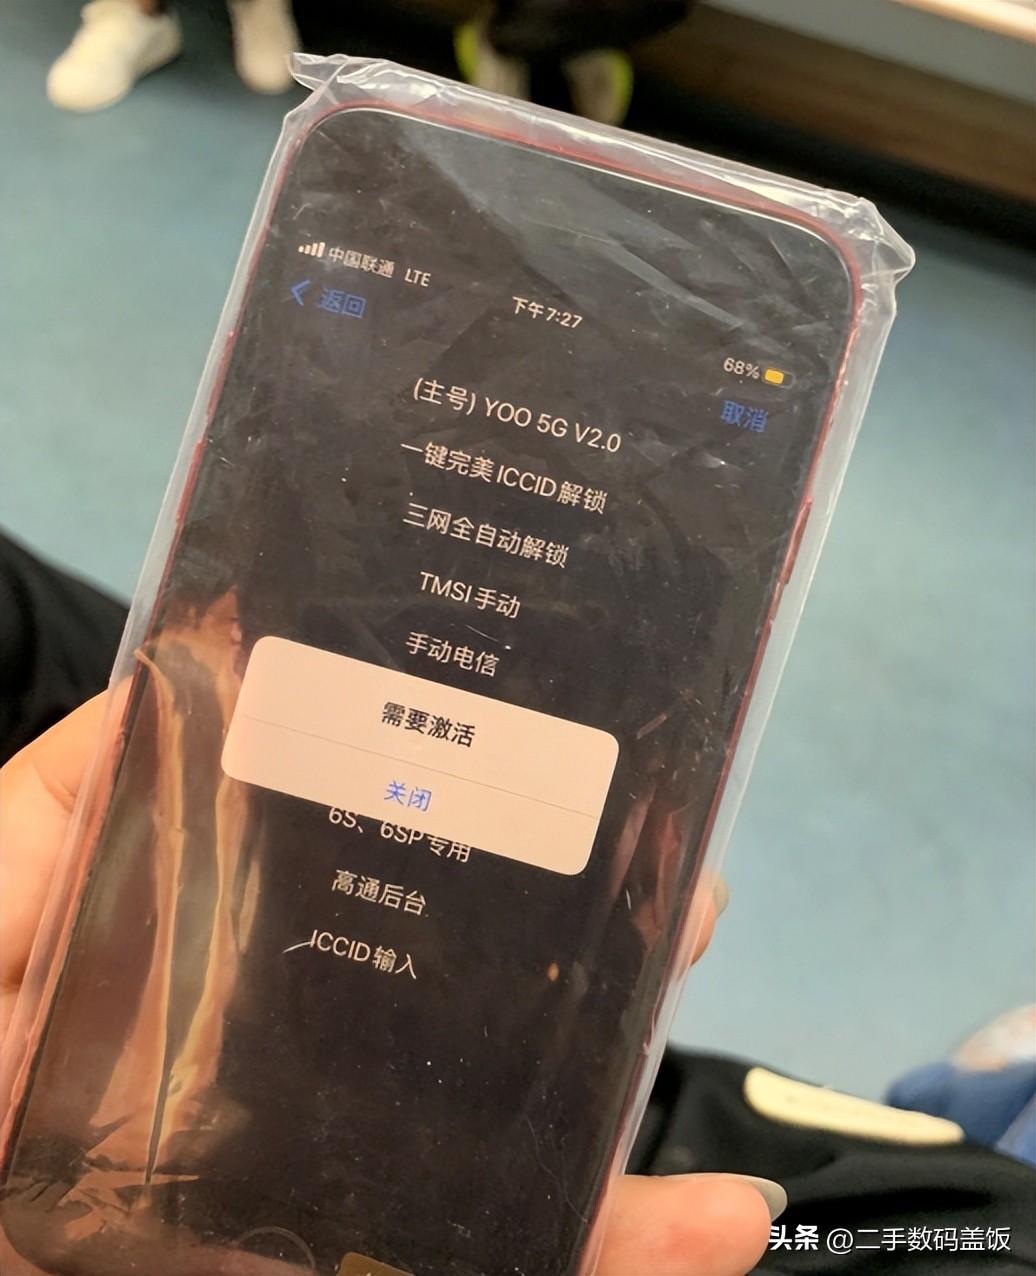 中国联通 LTE
下午7:27
68%
返回
取消
(主号) YOO 5G V2.0
一键完美ICCID解锁
三网全自动解锁
TMSI手动
手动电信
需要激活
关闭
6S、6SP专用
高通后台
ICCID输入
头条 @二手数码盖饭